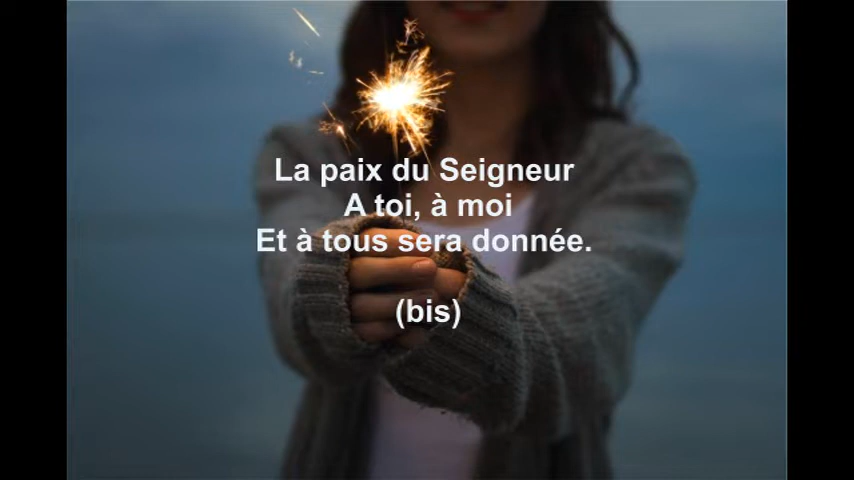 La paix du Seigneur
A toi, à moi
Et à tous sera donnée.
(bis)